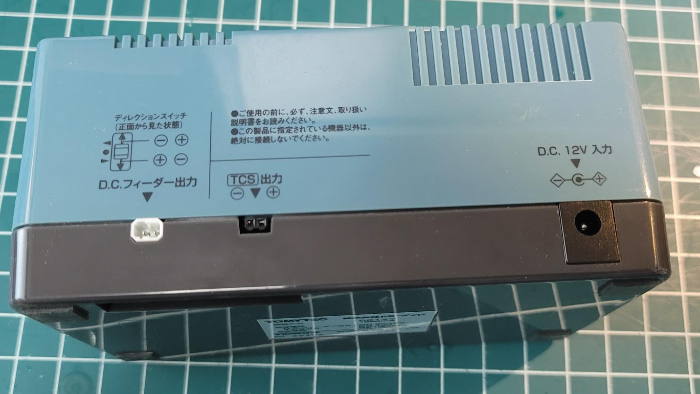 ディレクションスイッチ
(正面から見た状態)
⊖ ⊕
⊕ ⊖
D.C.フィーダー出力
●ご使用の前に、必ず、注意文、取り扱い
説明書をお読みください。
●この製品に指定されている機器以外は、
絶対に接続しないでください。
TCS 出力
⊖ ⊕
D.C. 12V 入力
TOMYTEC